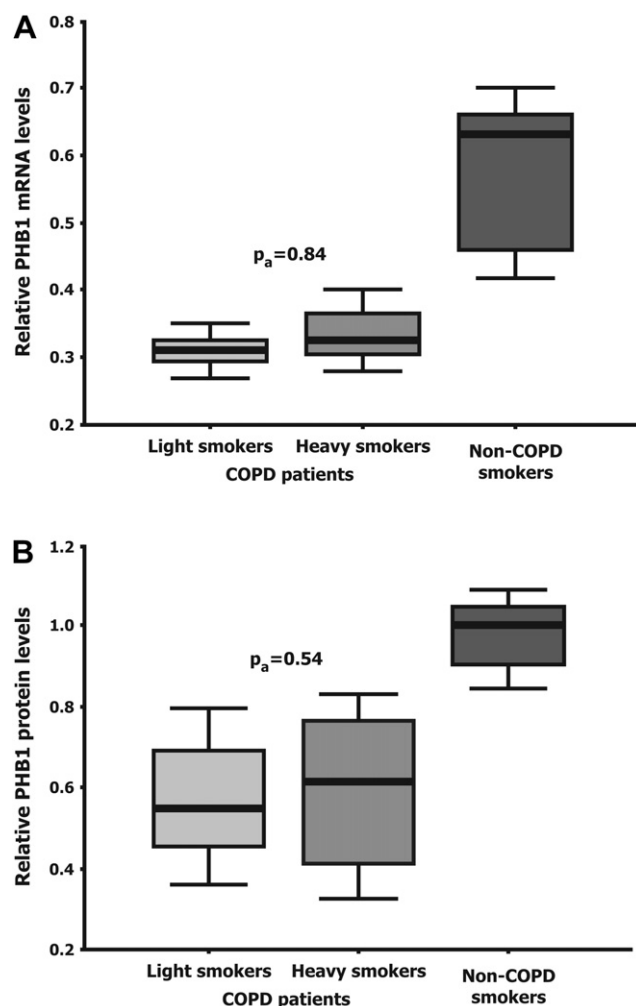 A
Relative PHB1 mRNA levels
0.8
0.7
0.6
0.5
0.4
0.3
0.2
pa=0.84
Light smokers Heavy smokers Non-COPD
smokers
COPD patients
B
Relative PHB1 protein levels
1.2
1.0
0.8
0.6
0.4
0.2
pa=0.54
Light smokers Heavy smokers Non-COPD
smokers
COPD patients